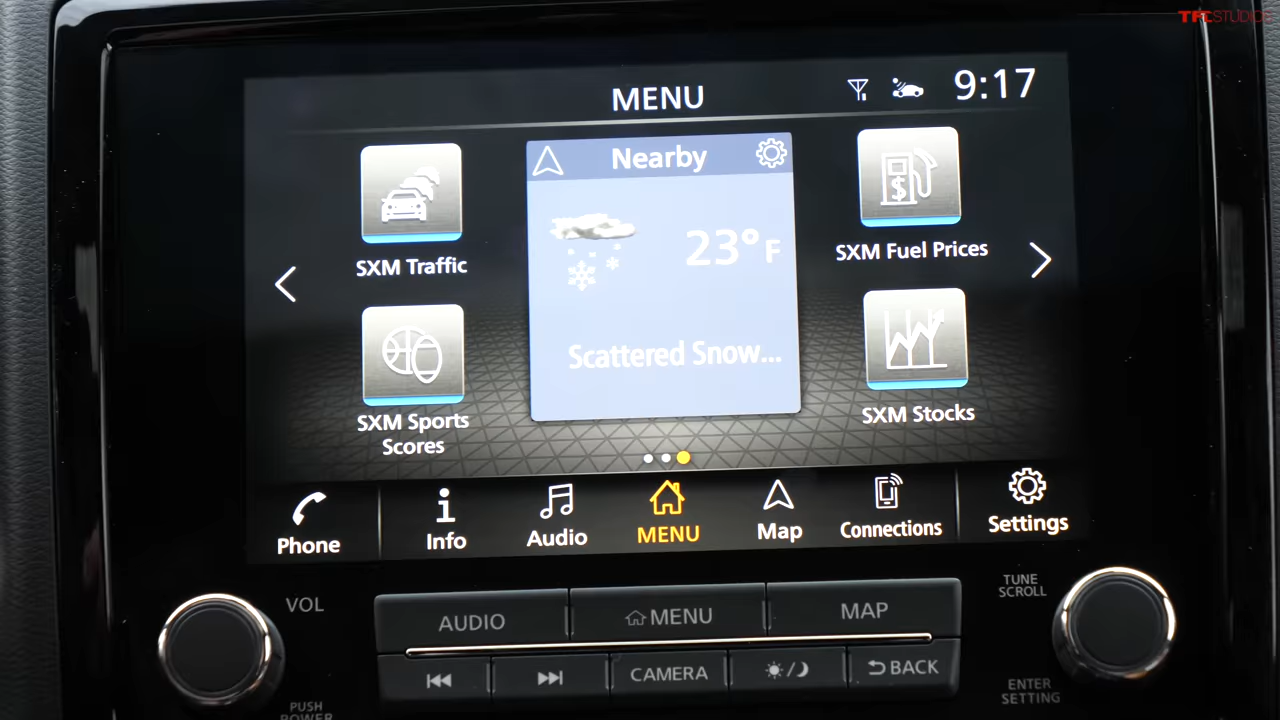 TFLSTUDIOS
MENU
9:17
Nearby
23°F
Scattered Snow...
SXM Traffic
SXM Fuel Prices
SXM Sports
Scores
SXM Stocks
Phone
Info
Audio
MENU
Map
Connections
Settings
VOL
TUNE
SCROLL
AUDIO
MENU
MAP
CAMERA
BACK
PUSH
POWER
ENTER
SETTING